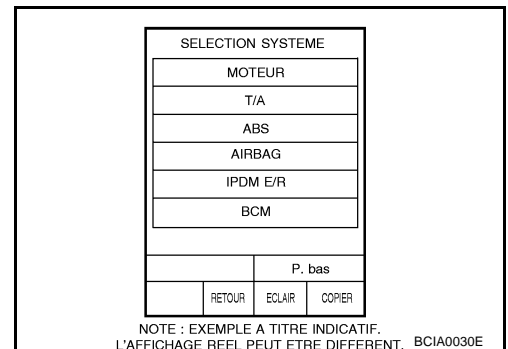 SELECTION SYSTEME
MOTEUR
T/A
ABS
AIRBAG
IPDM E/R
BCM
P. bas
RETOUR ECLAIR COPIER
NOTE : EXEMPLE A TITRE INDICATIF.
L'AFFICHAGE REEL PEUT ETRE DIFFERENT. BCIA0030E